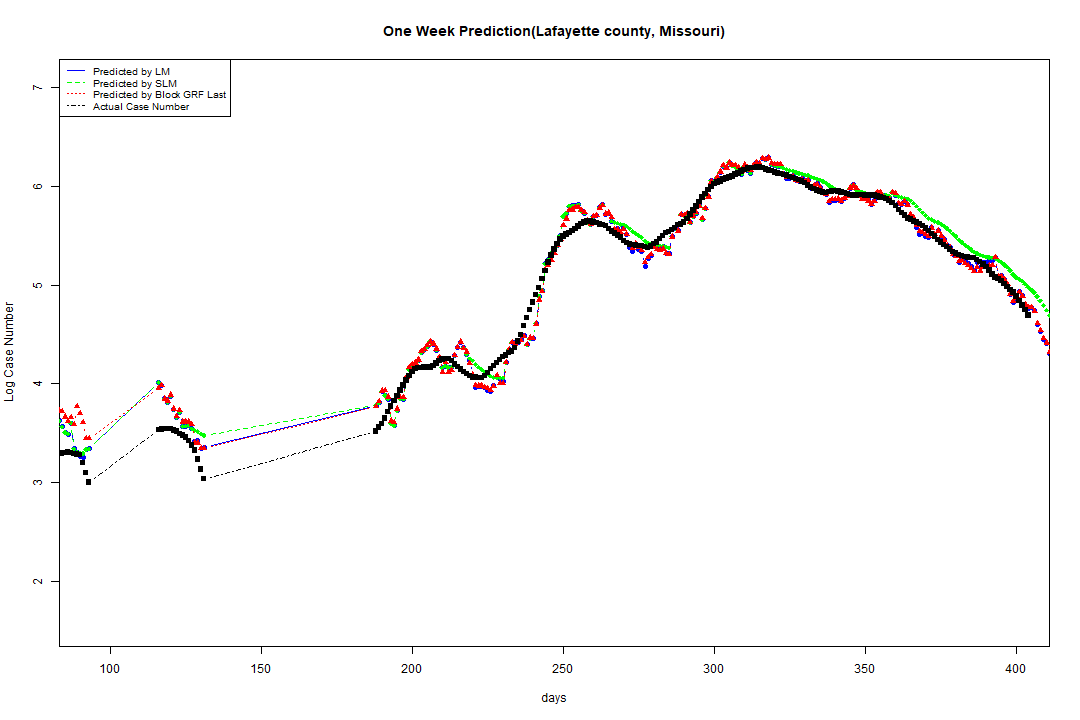 One Week Prediction(Lafayette county, Missouri)
Predicted by LM
Predicted by SLM
Predicted by Block GRF Last
Actual Case Number
7
6
5
4
3
2
Log Case Number
100 150 200 250 300 350 400
days